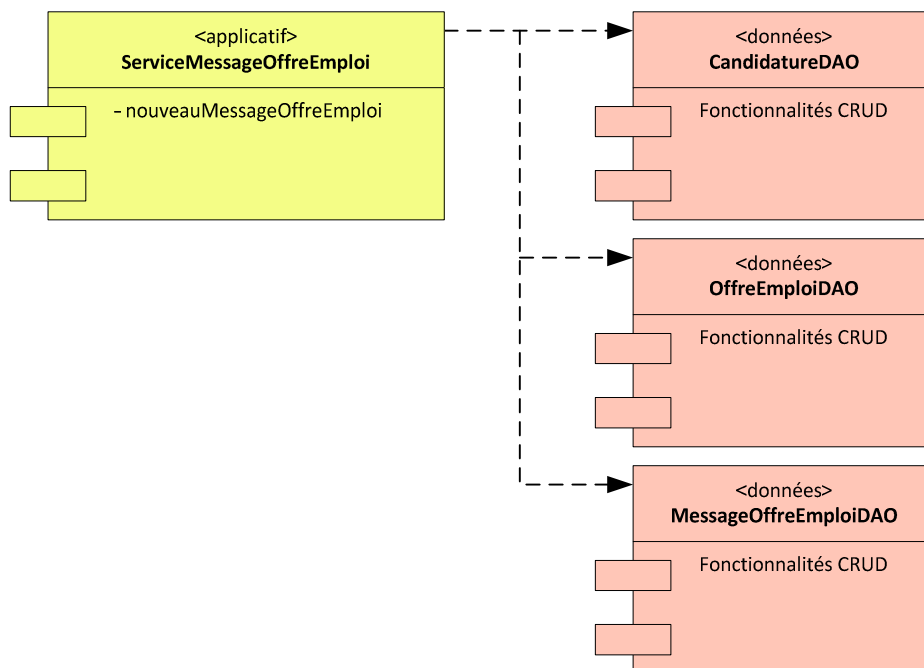 <applicatif>
ServiceMessageOffreEmploi
- nouveauMessageOffreEmploi
<données>
CandidatureDAO
Fonctionnalités CRUD
<données>
OffreEmploiDAO
Fonctionnalités CRUD
<données>
MessageOffreEmploiDAO
Fonctionnalités CRUD